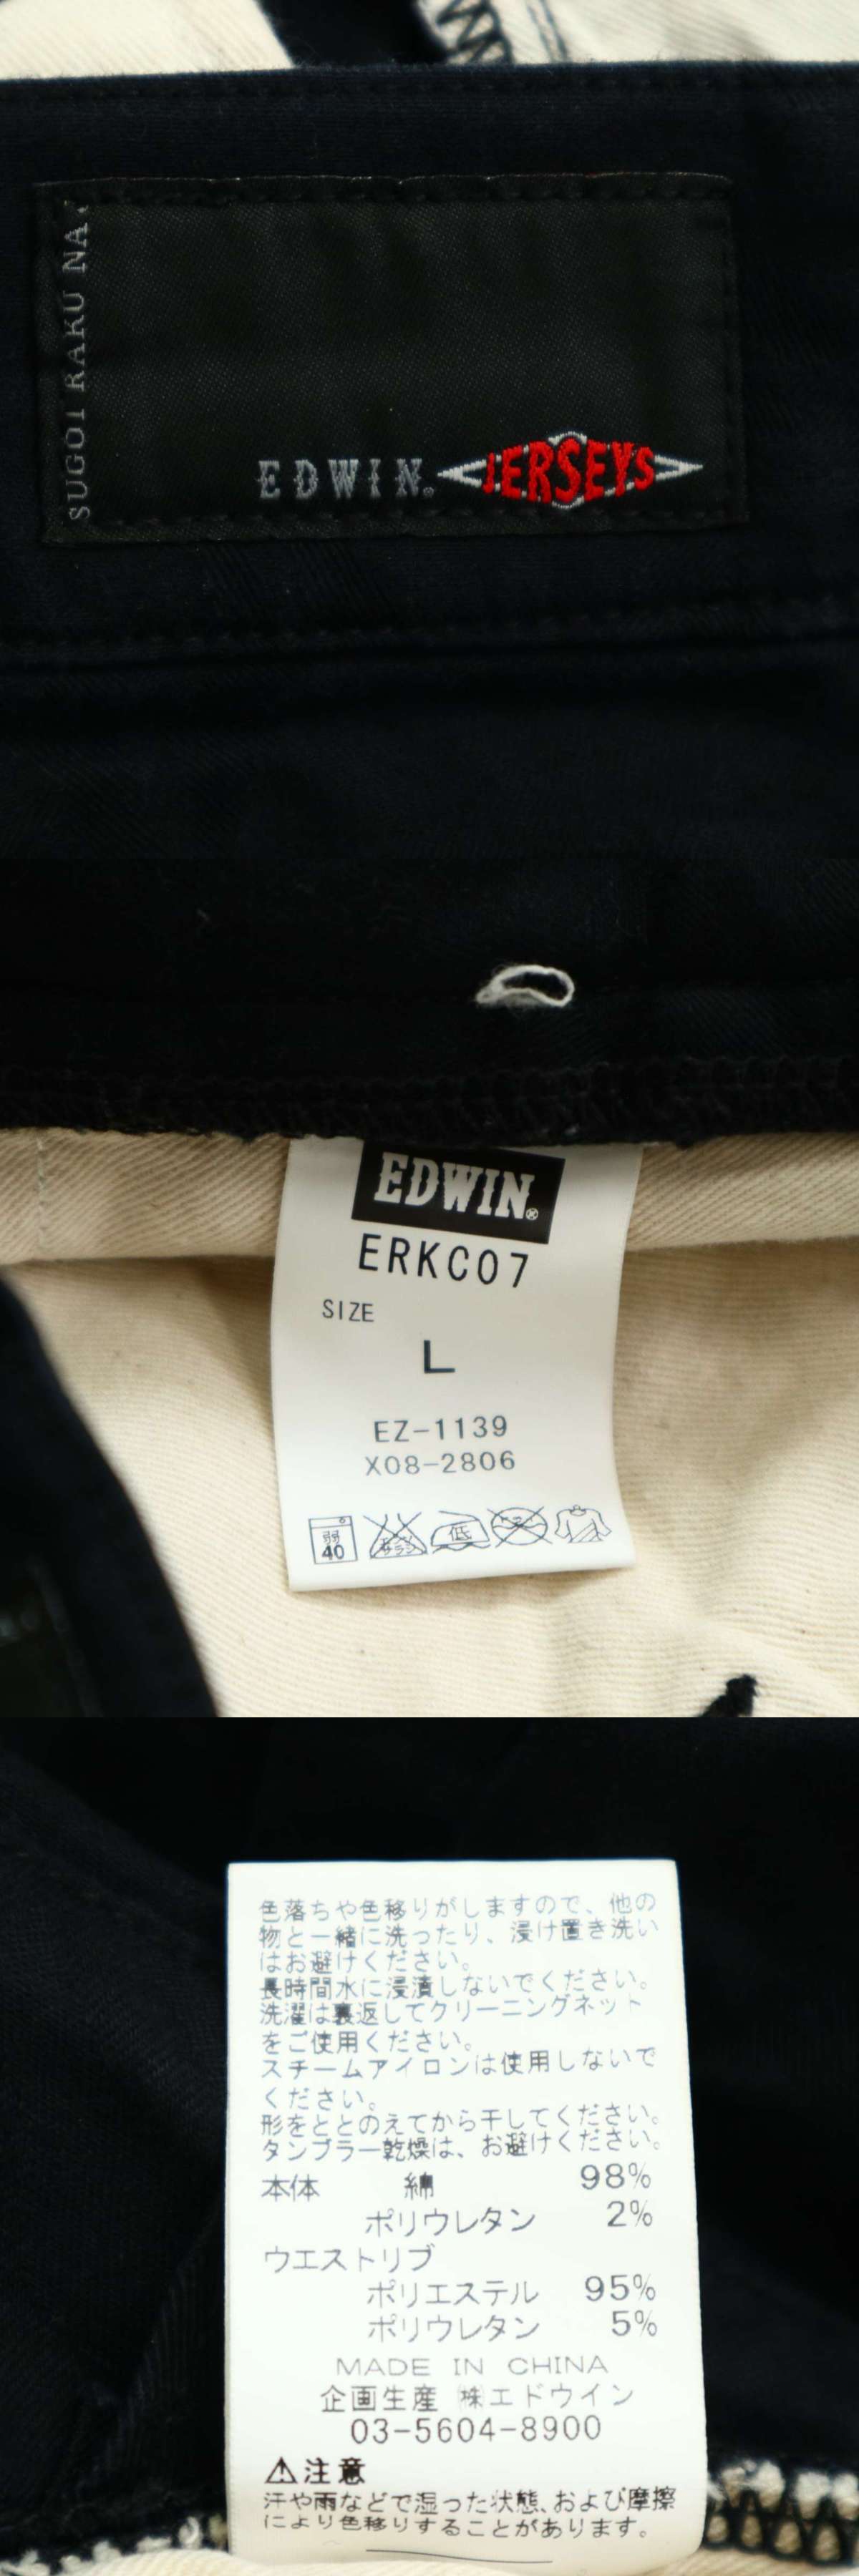 SUGOI RAKU
EDWIN®
JERSEYS
EDWIN®
ERKC07
SIZE
L
EZ-1139
X08-2806
弱
40
エンソ
サラシ
低
色落ちや色移りがしますので、他の
物と一緒に洗ったり、浸け置き洗い
はお避けください。
長時間水に浸漬しないでください。
洗濯は裏返してクリーニングネット
をご使用ください。
スチームアイロンは使用しないで
ください。
形をととのえてから干してください。
タンブラー乾燥は、お避けください。
本体 綿 98%
ポリウレタン 2%
ウエストリブ
ポリエステル 95%
ポリウレタン 5%
MADE IN CHINA
企画生産 ㈱エドウイン
03-5604-8900
⚠注意
汗や雨などで湿った状態、および摩擦
により色移りすることがあります。